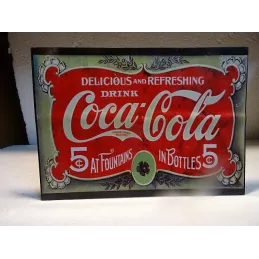 DELICIOUS AND REFRESHING
DRINK
Coca-Cola
5¢ AT FOUNTAINS IN BOTTLES 5¢